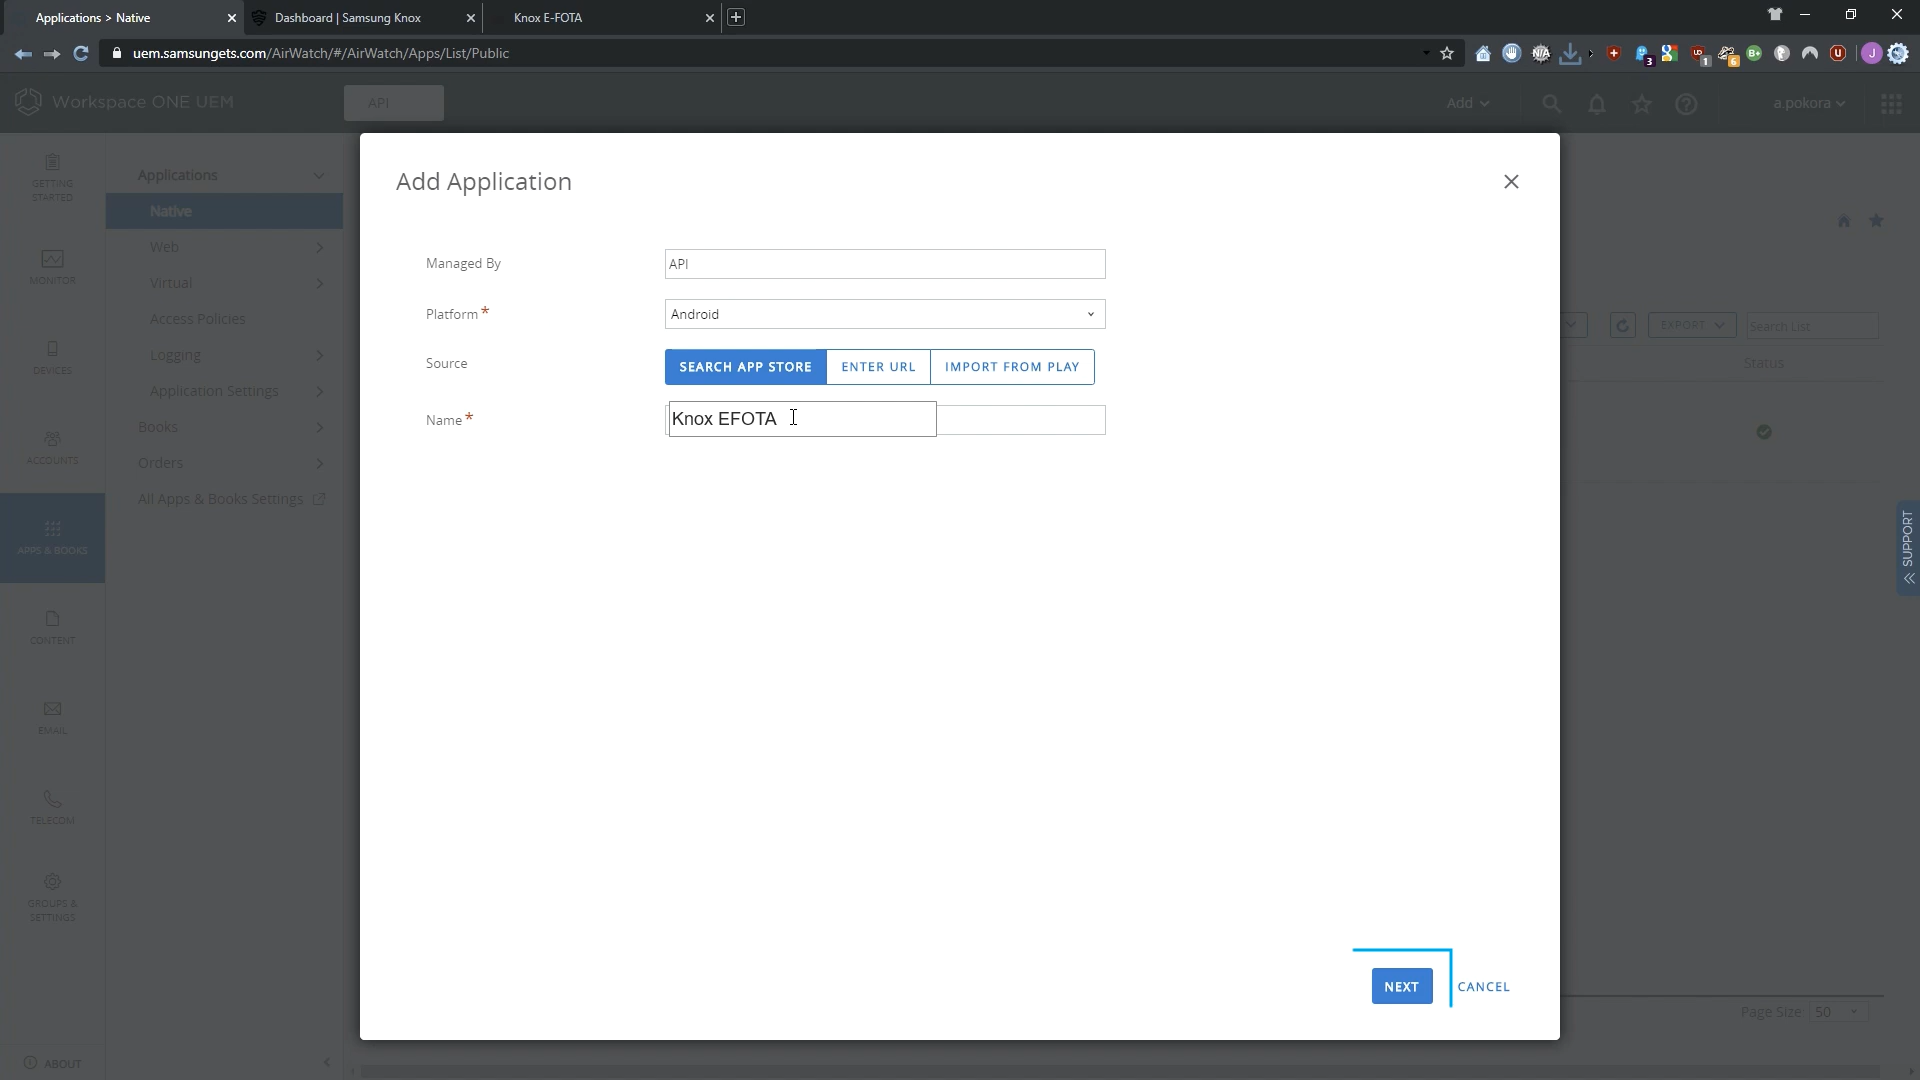 Applications > Native
Dashboard | Samsung Knox
Knox E-FOTA
uem.samsungets.com/AirWatch/#/AirWatch/Apps/List/Public
Workspace ONE UEM
API
Add
a.pokora
GETTING STARTED
MONITOR
DEVICES
ACCOUNTS
APPS & BOOKS
CONTENT
EMAIL
TELECOM
GROUPS & SETTINGS
ABOUT
Applications
Native
Web
Virtual
Access Policies
Logging
Application Settings
Books
Orders
All Apps & Books Settings
Add Application
Managed By
API
Platform*
Android
Source
SEARCH APP STORE
ENTER URL
IMPORT FROM PLAY
Name*
Knox EFOTA
NEXT
CANCEL
EXPORT
Search List
Status
SUPPORT
Page Size
50